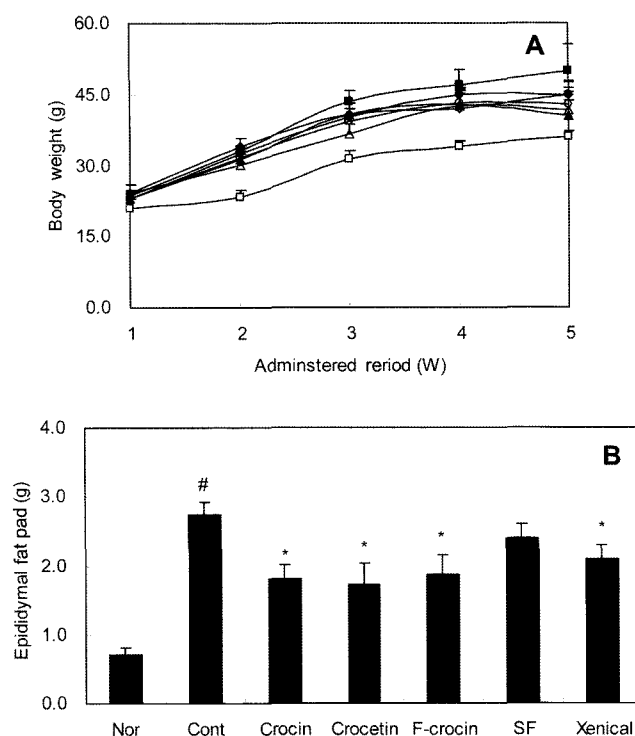 A
60.0
45.0
30.0
15.0
0.0
Body weight (g)
1 2 3 4 5
Adminstered reriod (W)
B
4.0
3.0
2.0
1.0
0.0
Epididymal fat pad (g)
#
* * * *
Nor Cont Crocin Crocetin F-crocin SF Xenical